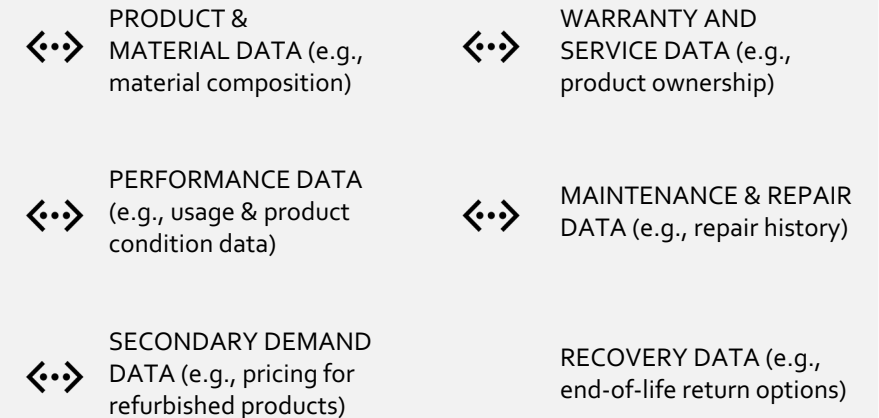 PRODUCT &
MATERIAL DATA (e.g.,
material composition)
WARRANTY AND
SERVICE DATA (e.g.,
product ownership)
PERFORMANCE DATA
(e.g., usage & product
condition data)
MAINTENANCE & REPAIR
DATA (e.g., repair history)
SECONDARY DEMAND
DATA (e.g., pricing for
refurbished products)
RECOVERY DATA (e.g.,
end-of-life return options)